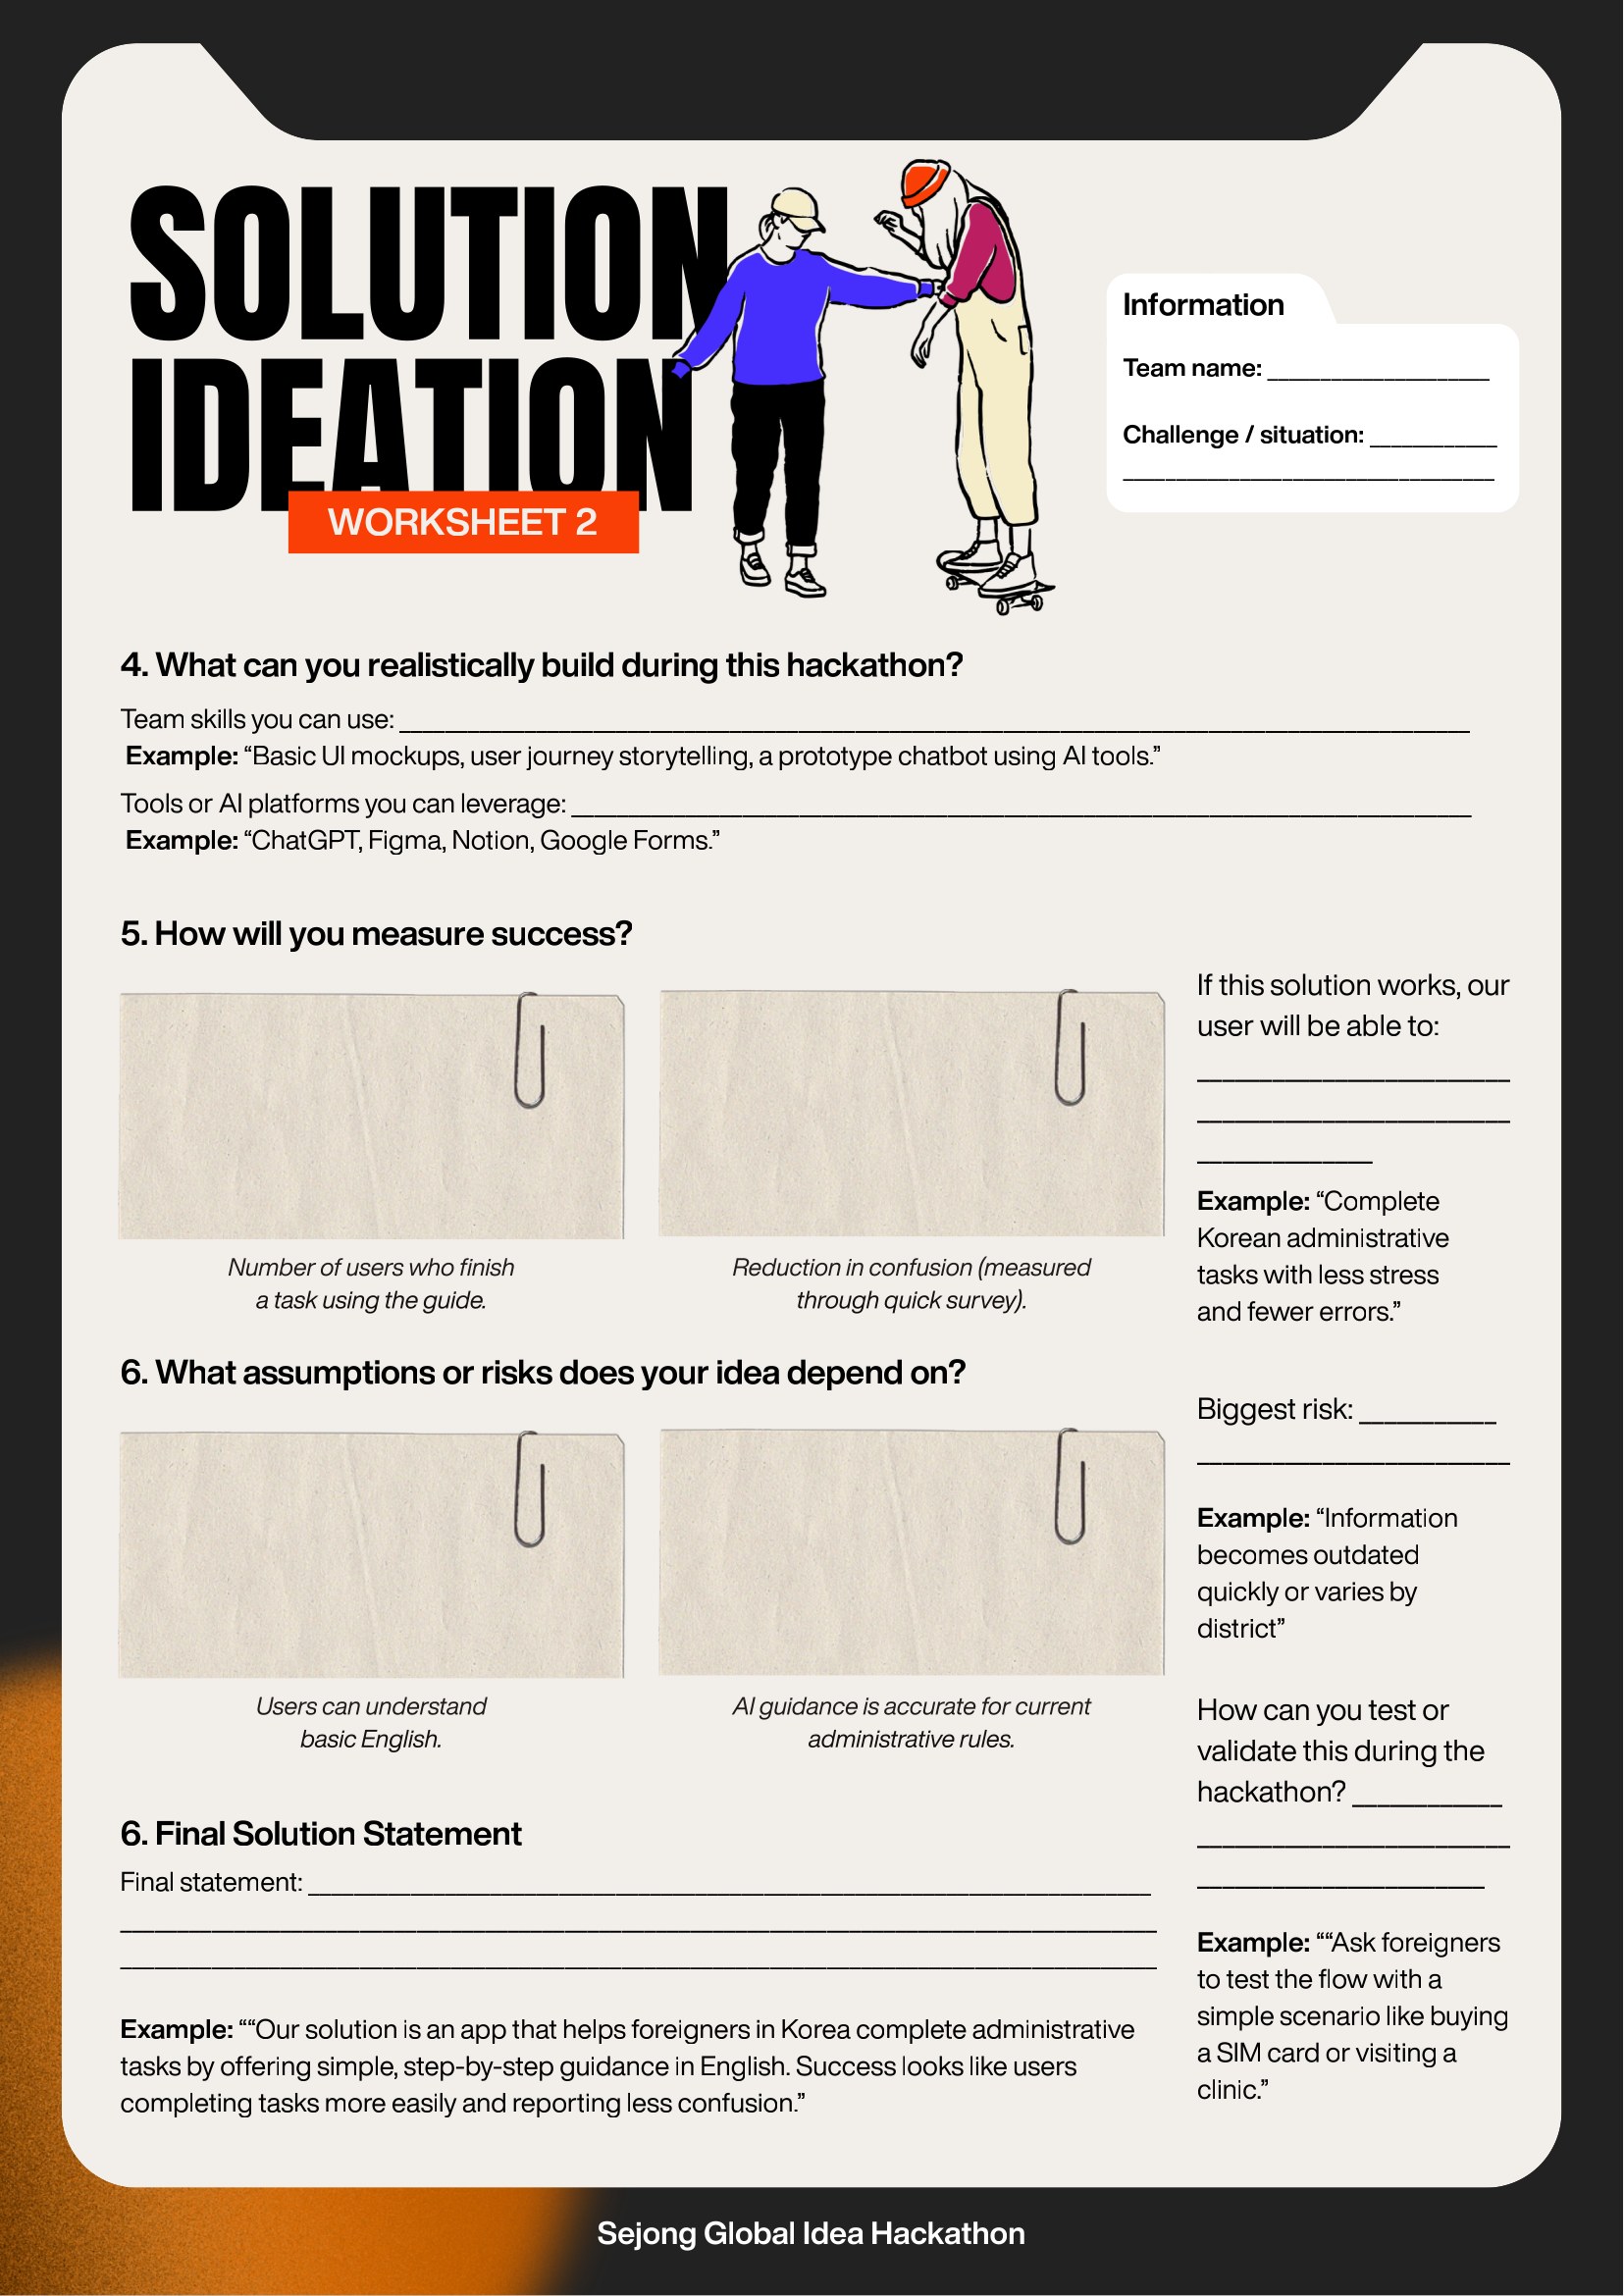 SOLUTION
IDEATION
WORKSHEET 2
Information
Team name: ____________________
Challenge / situation: ___________
________________________________
4. What can you realistically build during this hackathon?
Team skills you can use: ____________________
Example: “Basic UI mockups, user journey storytelling, a prototype chatbot using AI tools.”
Tools or AI platforms you can leverage: ____________________
Example: “ChatGPT, Figma, Notion, Google Forms.”
5. How will you measure success?
Number of users who finish
a task using the guide.
Reduction in confusion (measured
through quick survey).
If this solution works, our
user will be able to:
____________________
____________________
___________
Example: “Complete
Korean administrative
tasks with less stress
and fewer errors.”
6. What assumptions or risks does your idea depend on?
Users can understand
basic English.
AI guidance is accurate for current
administrative rules.
Biggest risk: _________
____________________
Example: “Information
becomes outdated
quickly or varies by
district”
How can you test or
validate this during the
hackathon? __________
____________________
__________________
Example: ““Ask foreigners
to test the flow with a
simple scenario like buying
a SIM card or visiting a
clinic.”
6. Final Solution Statement
Final statement: ____________________
____________________
____________________
Example: ““Our solution is an app that helps foreigners in Korea complete administrative
tasks by offering simple, step-by-step guidance in English. Success looks like users
completing tasks more easily and reporting less confusion.”
Sejong Global Idea Hackathon